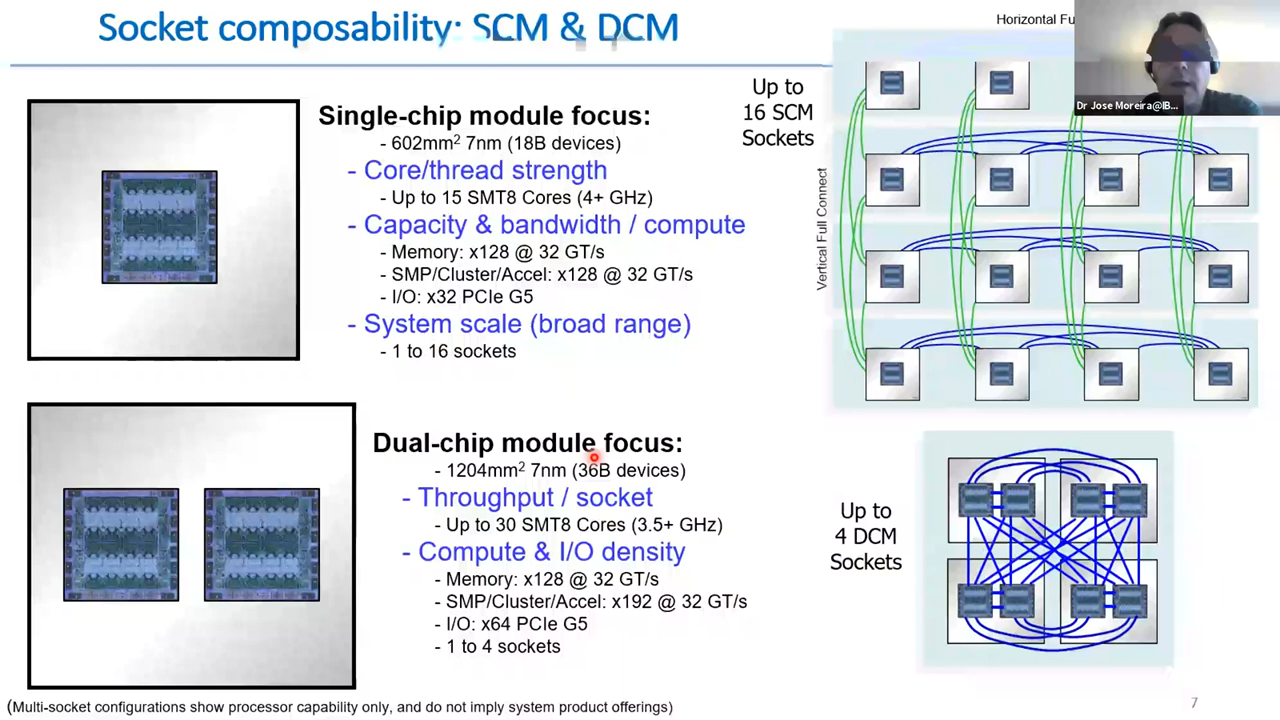 Socket composability: SCM & DCM
Horizontal Fu
Dr Jose Moreira@IB...
Single-chip module focus:
- 602mm² 7nm (18B devices)
- Core/thread strength
- Up to 15 SMT8 Cores (4+ GHz)
- Capacity & bandwidth / compute
- Memory: x128 @ 32 GT/s
- SMP/Cluster/Accel: x128 @ 32 GT/s
- I/O: x32 PCIe G5
- System scale (broad range)
- 1 to 16 sockets
Up to
16 SCM
Sockets
Vertical Full Connect
Dual-chip module focus:
- 1204mm² 7nm (36B devices)
- Throughput / socket
- Up to 30 SMT8 Cores (3.5+ GHz)
- Compute & I/O density
- Memory: x128 @ 32 GT/s
- SMP/Cluster/Accel: x192 @ 32 GT/s
- I/O: x64 PCIe G5
- 1 to 4 sockets
Up to
4 DCM
Sockets
(Multi-socket configurations show processor capability only, and do not imply system product offerings)
7